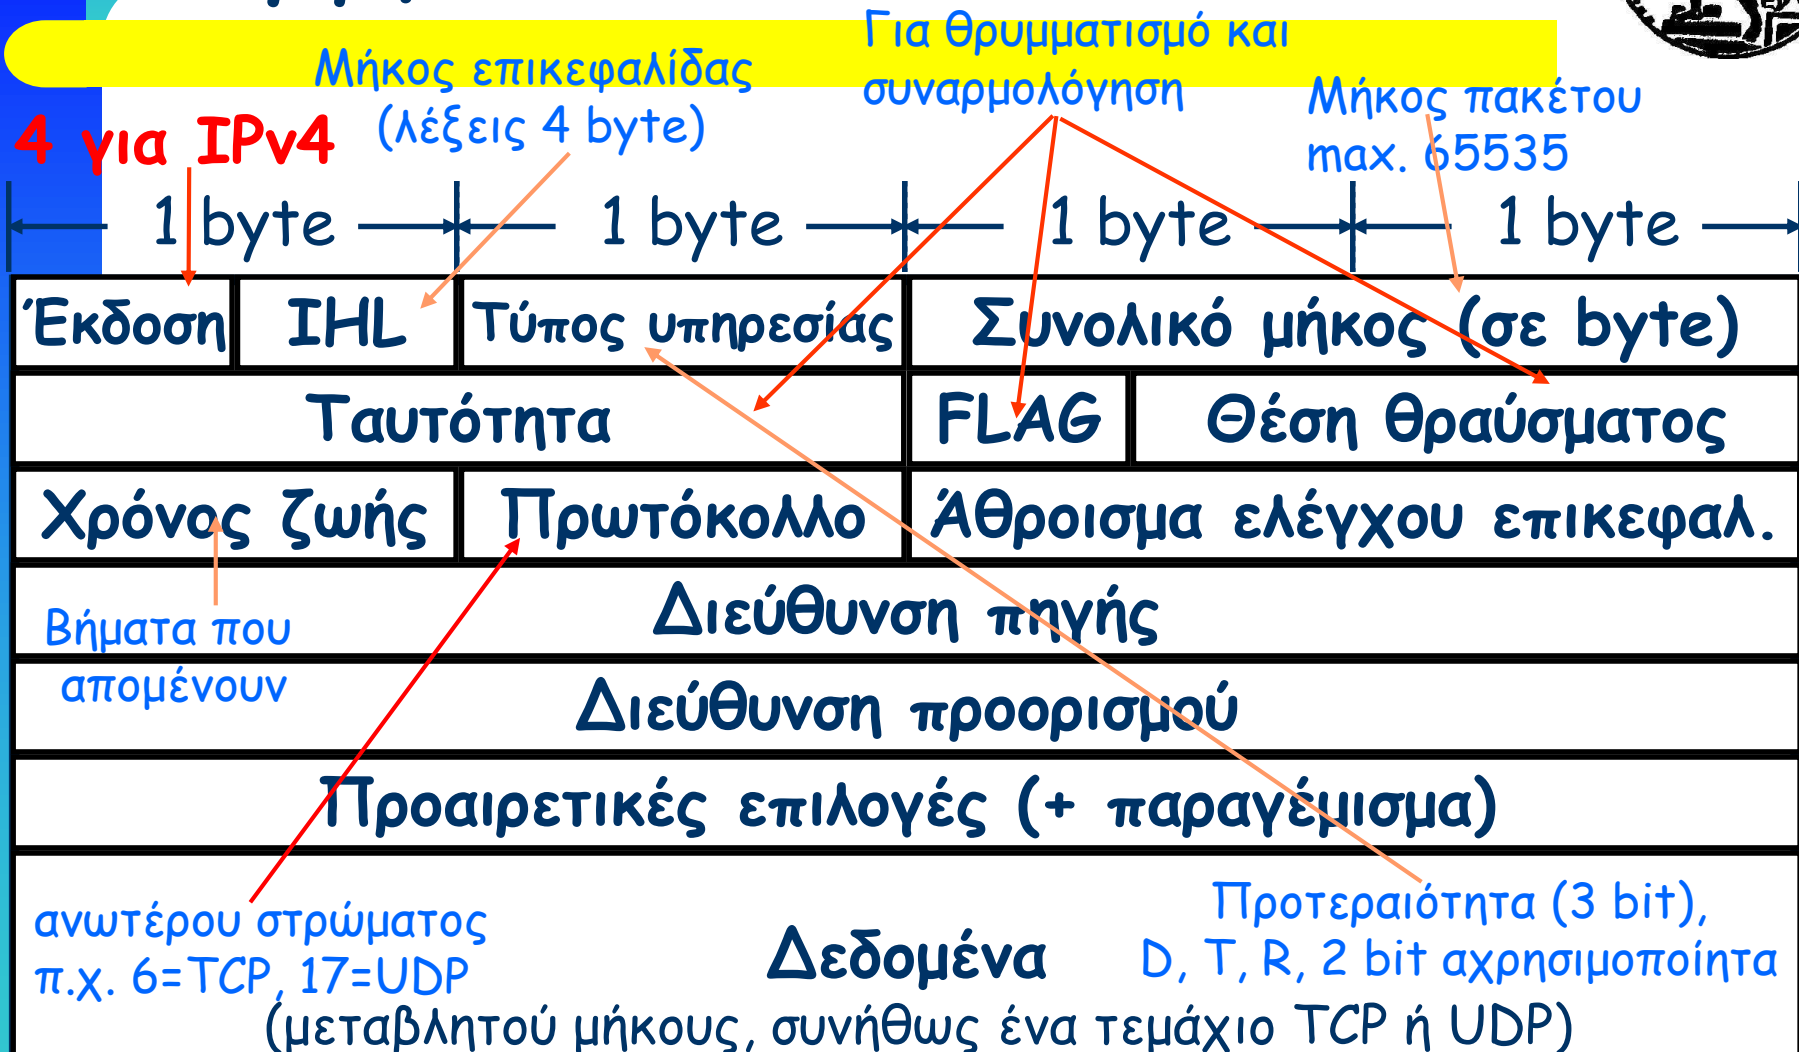 Για θρυμματισμό και
συναρμολόγηση
Μήκος επικεφαλίδας
(λέξεις 4 byte)
Μήκος πακέτου
max. 65535
4 για IPv4
1 byte 1 byte 1 byte 1 byte
Έκδοση IHL Τύπος υπηρεσίας Συνολικό μήκος (σε byte)
Ταυτότητα FLAG Θέση θραύσματος
Χρόνος ζωής Πρωτόκολλο Άθροισμα ελέγχου επικεφαλ.
Διεύθυνση πηγής
Βήματα που
απομένουν
Διεύθυνση προορισμού
Προαιρετικές επιλογές (+ παραγέμισμα)
ανωτέρου στρώματος
π.χ. 6=TCP, 17=UDP
Προτεραιότητα (3 bit),
D, T, R, 2 bit αχρησιμοποίητα
Δεδομένα
(μεταβλητού μήκους, συνήθως ένα τεμάχιο TCP ή UDP)